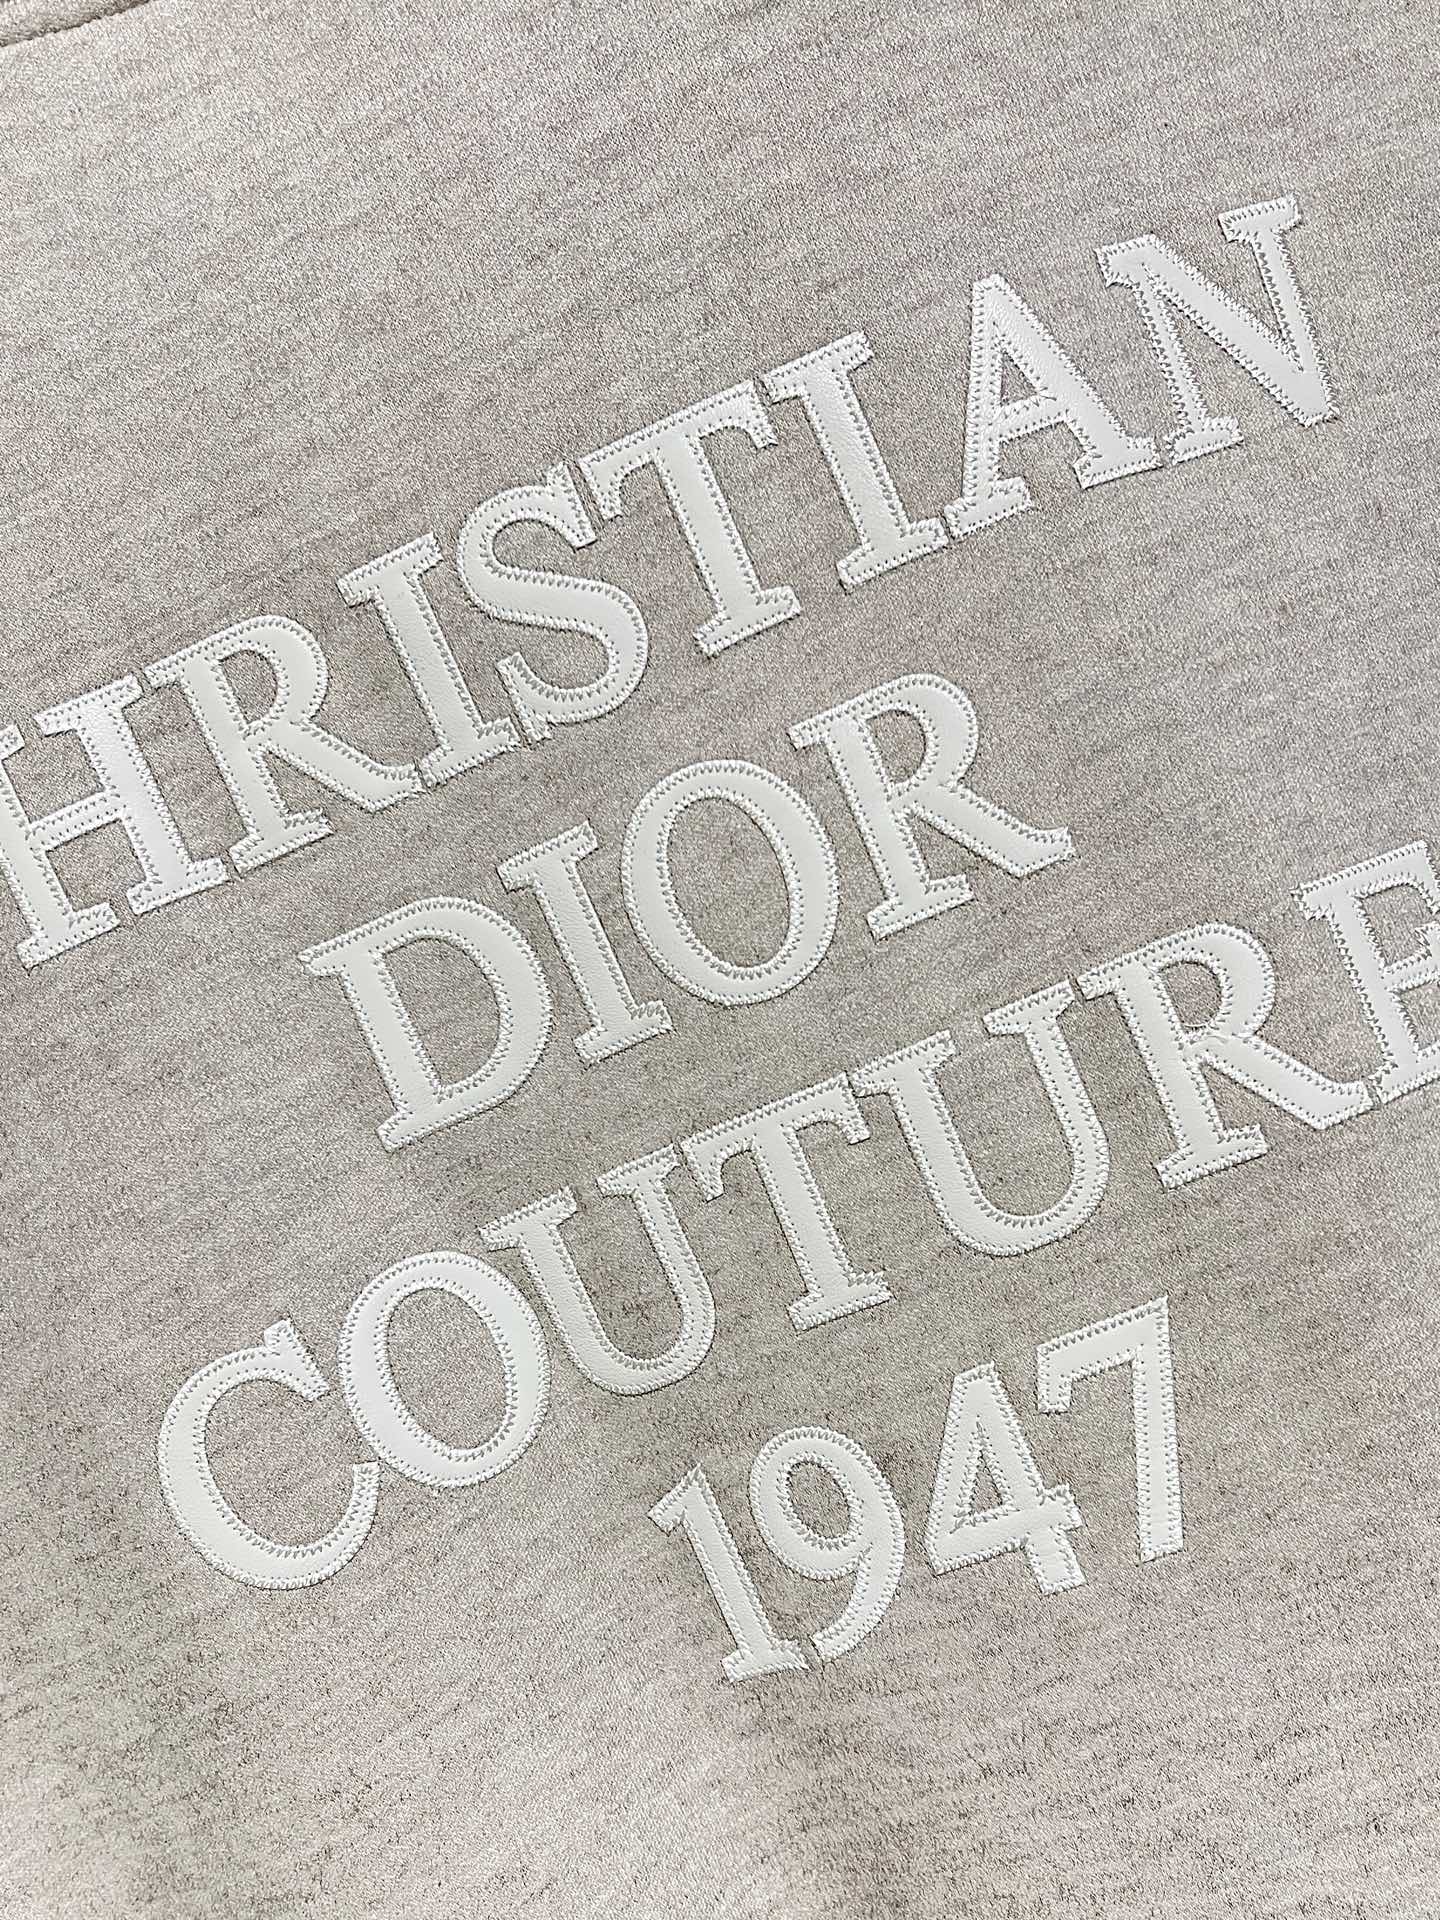 HRISTIAN
DIOR
COUTURE
1947